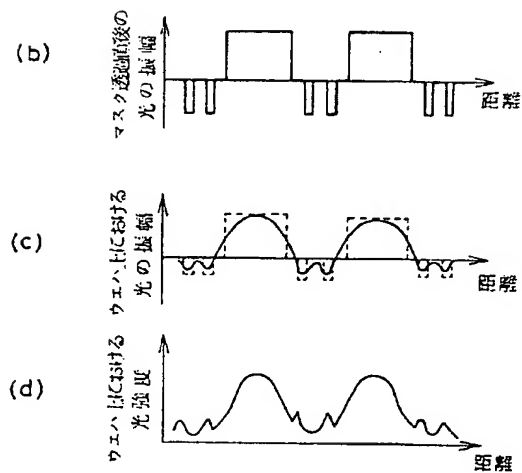 (b)
マスク透過直後の
光の振幅
距離
(c)
ウエハ上における
光の振幅
距離
(d)
ウエハ上における
光強度
距離